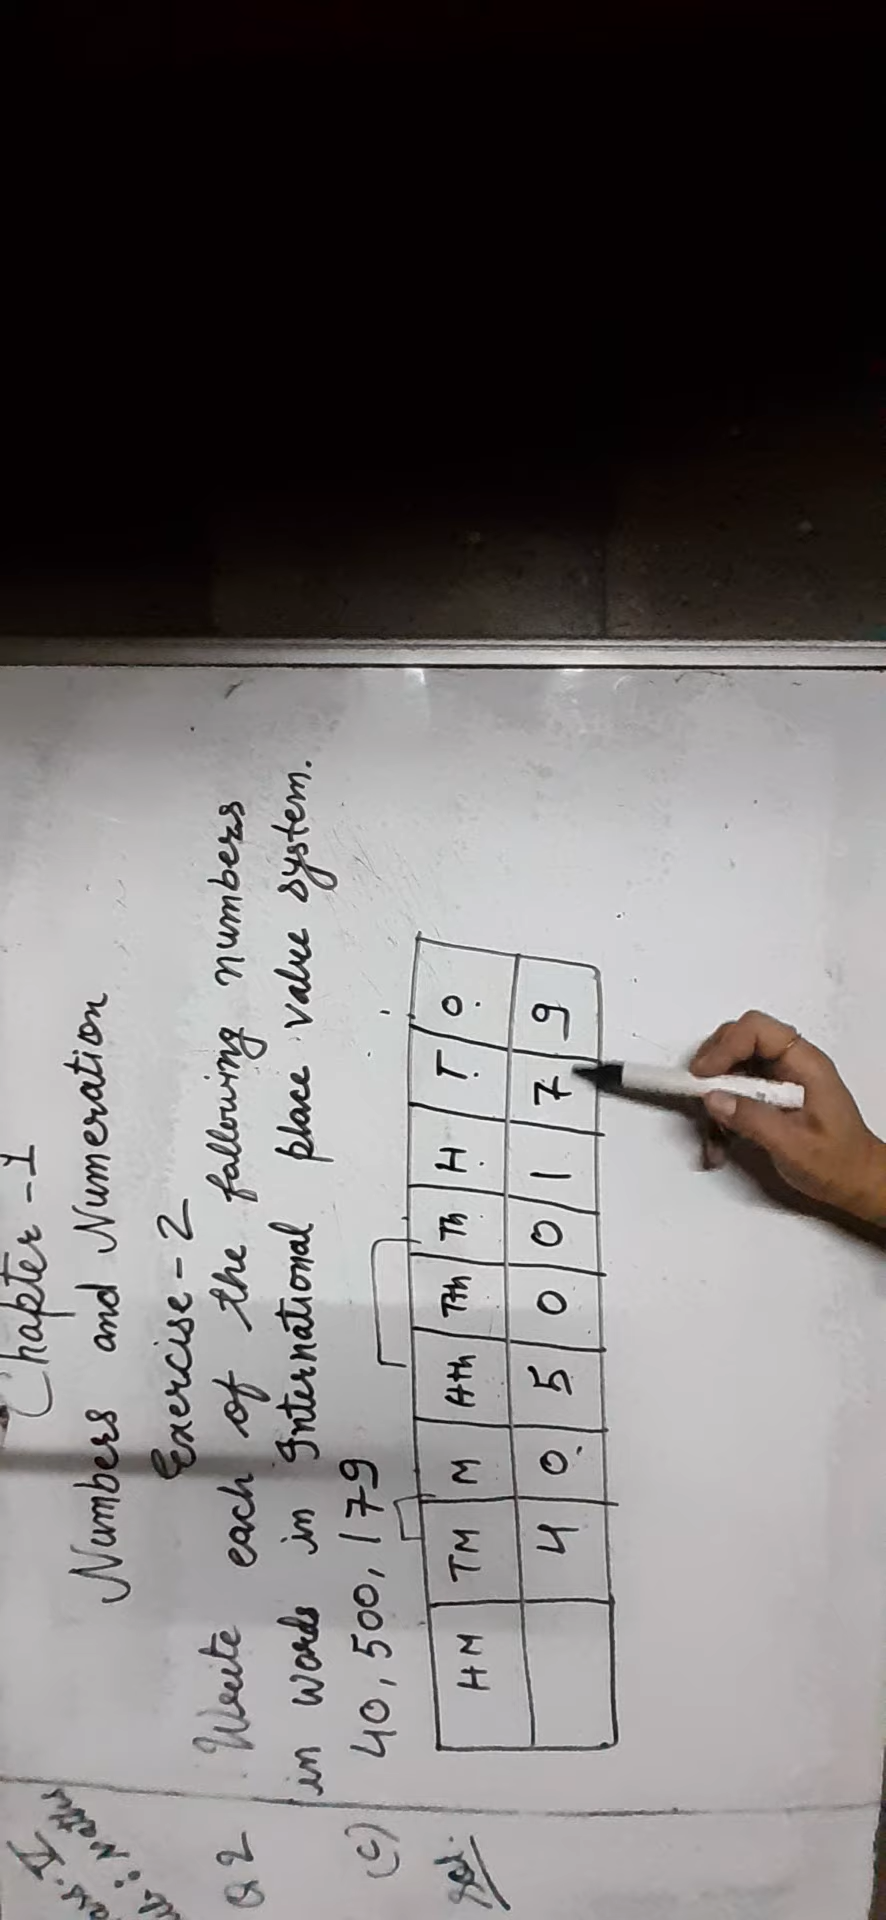 Chapter - 1
Numbers and Numeration
Exercise - 2
Q 2 Write each of the following numbers
in words in International place value system.
(c) 40,500,179
Sol.
HM TM M Hth Tth Th H T O
4 0 5 0 0 1 7 9